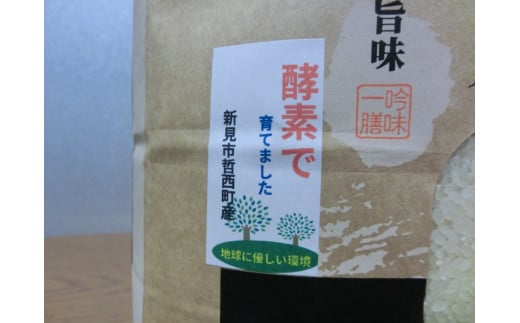 旨味
吟味
一膳
酵素で
育てました
新見市哲西町産
地球に優しい環境